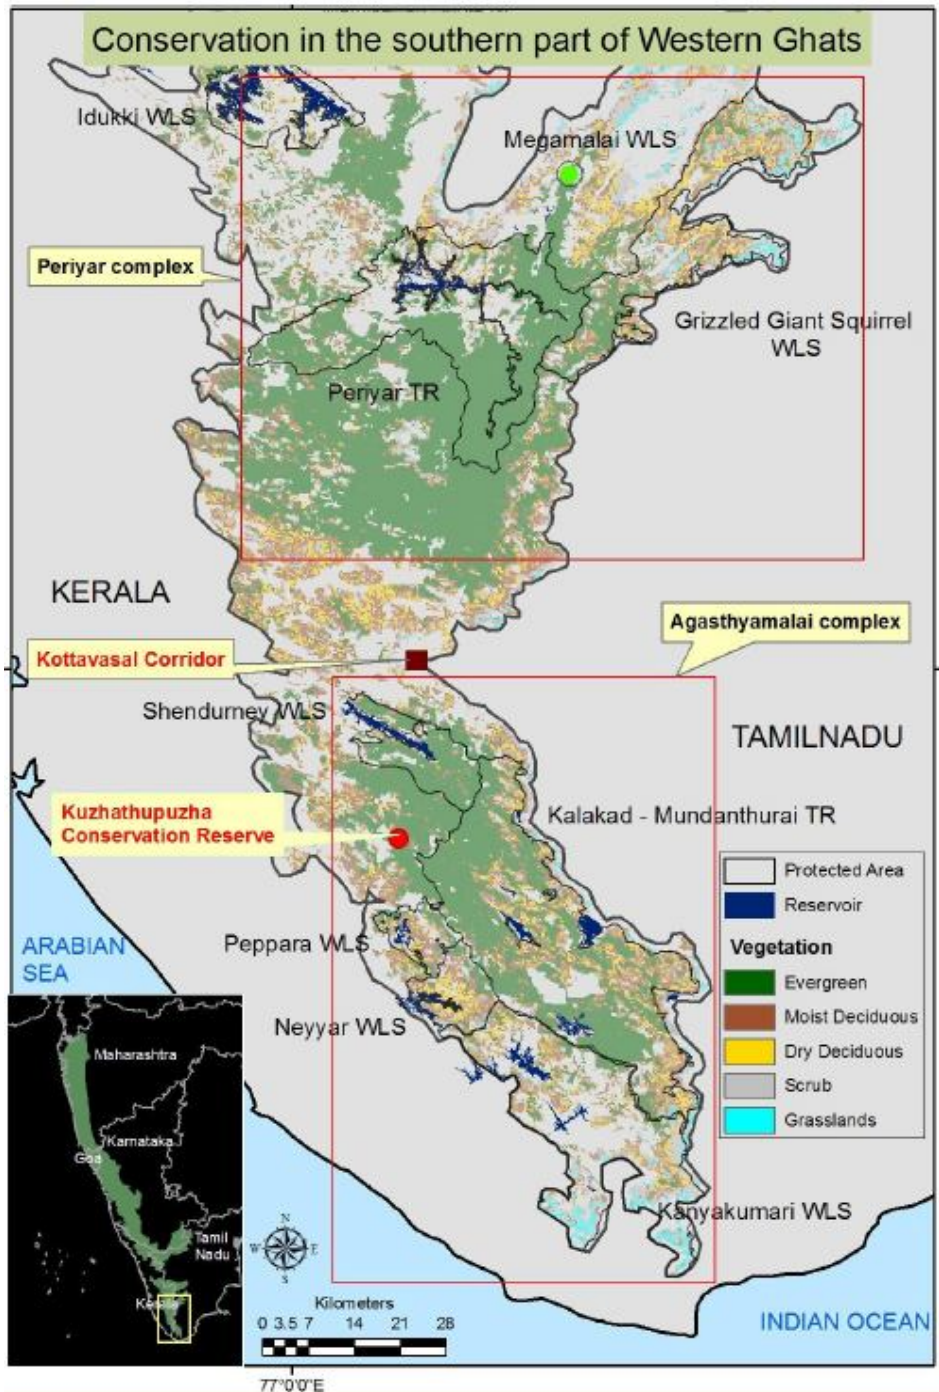 Conservation in the southern part of Western Ghats
Idukki WLS
Megamalai WLS
Periyar complex
Grizzled Giant Squirrel
WLS
Periyar TR
KERALA
Agasthyamalai complex
Kottavasal Corridor
Shendurney WLS
TAMILNADU
Kuzhathupuzha
Conservation Reserve
Kalakad - Mundanthurai TR
Protected Area
Reservoir
Vegetation
Evergreen
Moist Deciduous
Dry Deciduous
Scrub
Grasslands
Peppara WLS
ARABIAN
SEA
Neyyar WLS
Maharashtra
Karnataka
Goa
Tamil
Nadu
Kerala
Kanyakumari WLS
N
W E
S
Kilometers
0 3.5 7 14 21 28
INDIAN OCEAN
77°0'0"E